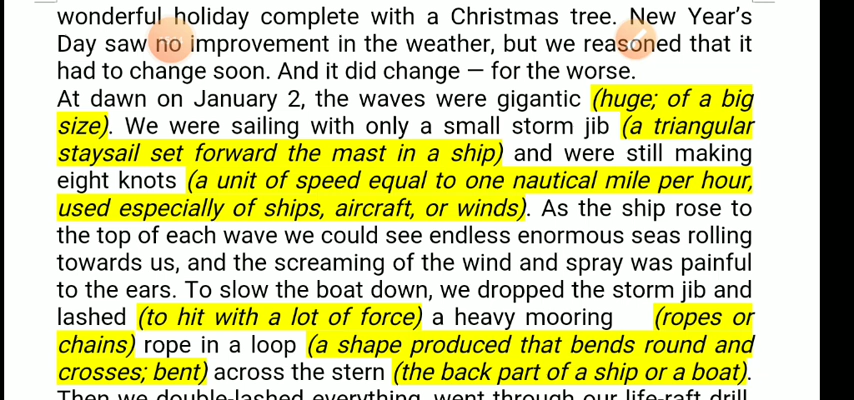 wonderful holiday complete with a Christmas tree. New Year’s
Day saw no improvement in the weather, but we reasoned that it
had to change soon. And it did change — for the worse.
At dawn on January 2, the waves were gigantic (huge; of a big
size). We were sailing with only a small storm jib (a triangular
staysail set forward the mast in a ship) and were still making
eight knots (a unit of speed equal to one nautical mile per hour,
used especially of ships, aircraft, or winds). As the ship rose to
the top of each wave we could see endless enormous seas rolling
towards us, and the screaming of the wind and spray was painful
to the ears. To slow the boat down, we dropped the storm jib and
lashed (to hit with a lot of force) a heavy mooring (ropes or
chains) rope in a loop (a shape produced that bends round and
crosses; bent) across the stern (the back part of a ship or a boat).
Then we double-lashed everything, went through our life-raft drill,